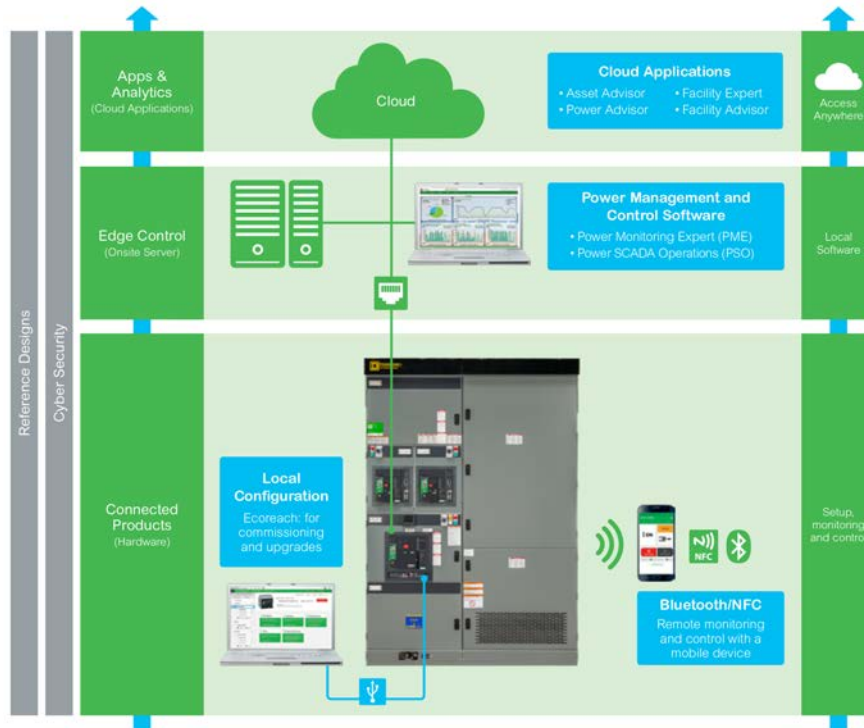 Reference Designs
Cyber Security
Apps &
Analytics
(Cloud Applications)
Cloud
Cloud Applications
• Asset Advisor
• Facility Expert
• Power Advisor
• Facility Advisor
Access
Anywhere
Edge Control
(Onsite Server)
Power Management and
Control Software
• Power Monitoring Expert (PME)
• Power SCADA Operations (PSO)
Local
Software
Connected
Products
(Hardware)
Local
Configuration
Ecoreach: for
commissioning
and upgrades
NFC
Bluetooth/NFC
Remote monitoring
and control with a
mobile device
Setup,
monitoring
and control